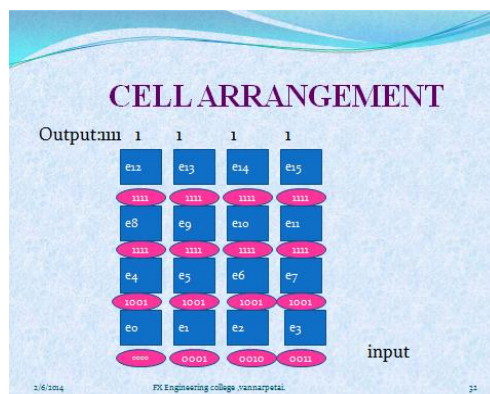 CELL ARRANGEMENT
Output:1111 1 1 1 1
e12 e13 e14 e15
1111 1111 1111 1111
e8 e9 e10 e11
1111 1111 1111 1111
e4 e5 e6 e7
1001 1001 1001 1001
e0 e1 e2 e3
0000 0001 0010 0011 input
2/6/2014 FX Engineering college ,vannarpetai. 32